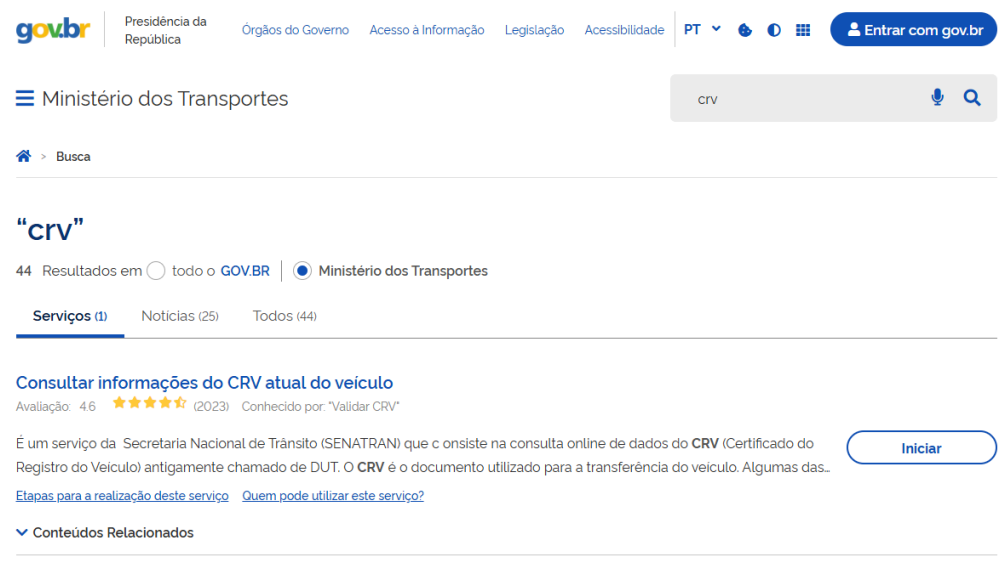 gov.br
Presidência da
República
Órgãos do Governo Acesso à Informação Legislação Acessibilidade PT Entrar com gov.br
Ministério dos Transportes
crv
> Busca
“crv”
44 Resultados em todo o GOV.BR Ministério dos Transportes
Serviços (1) Notícias (25) Todos (44)
Consultar informações do CRV atual do veículo
Avaliação: 4.6 (2023) Conhecido por: "Validar CRV"
É um serviço da Secretaria Nacional de Trânsito (SENATRAN) que c onsiste na consulta online de dados do CRV (Certificado do
Registro do Veículo) antigamente chamado de DUT. O CRV é o documento utilizado para a transferência do veículo. Algumas das...
Iniciar
Etapas para a realização deste serviço Quem pode utilizar este serviço?
Conteúdos Relacionados